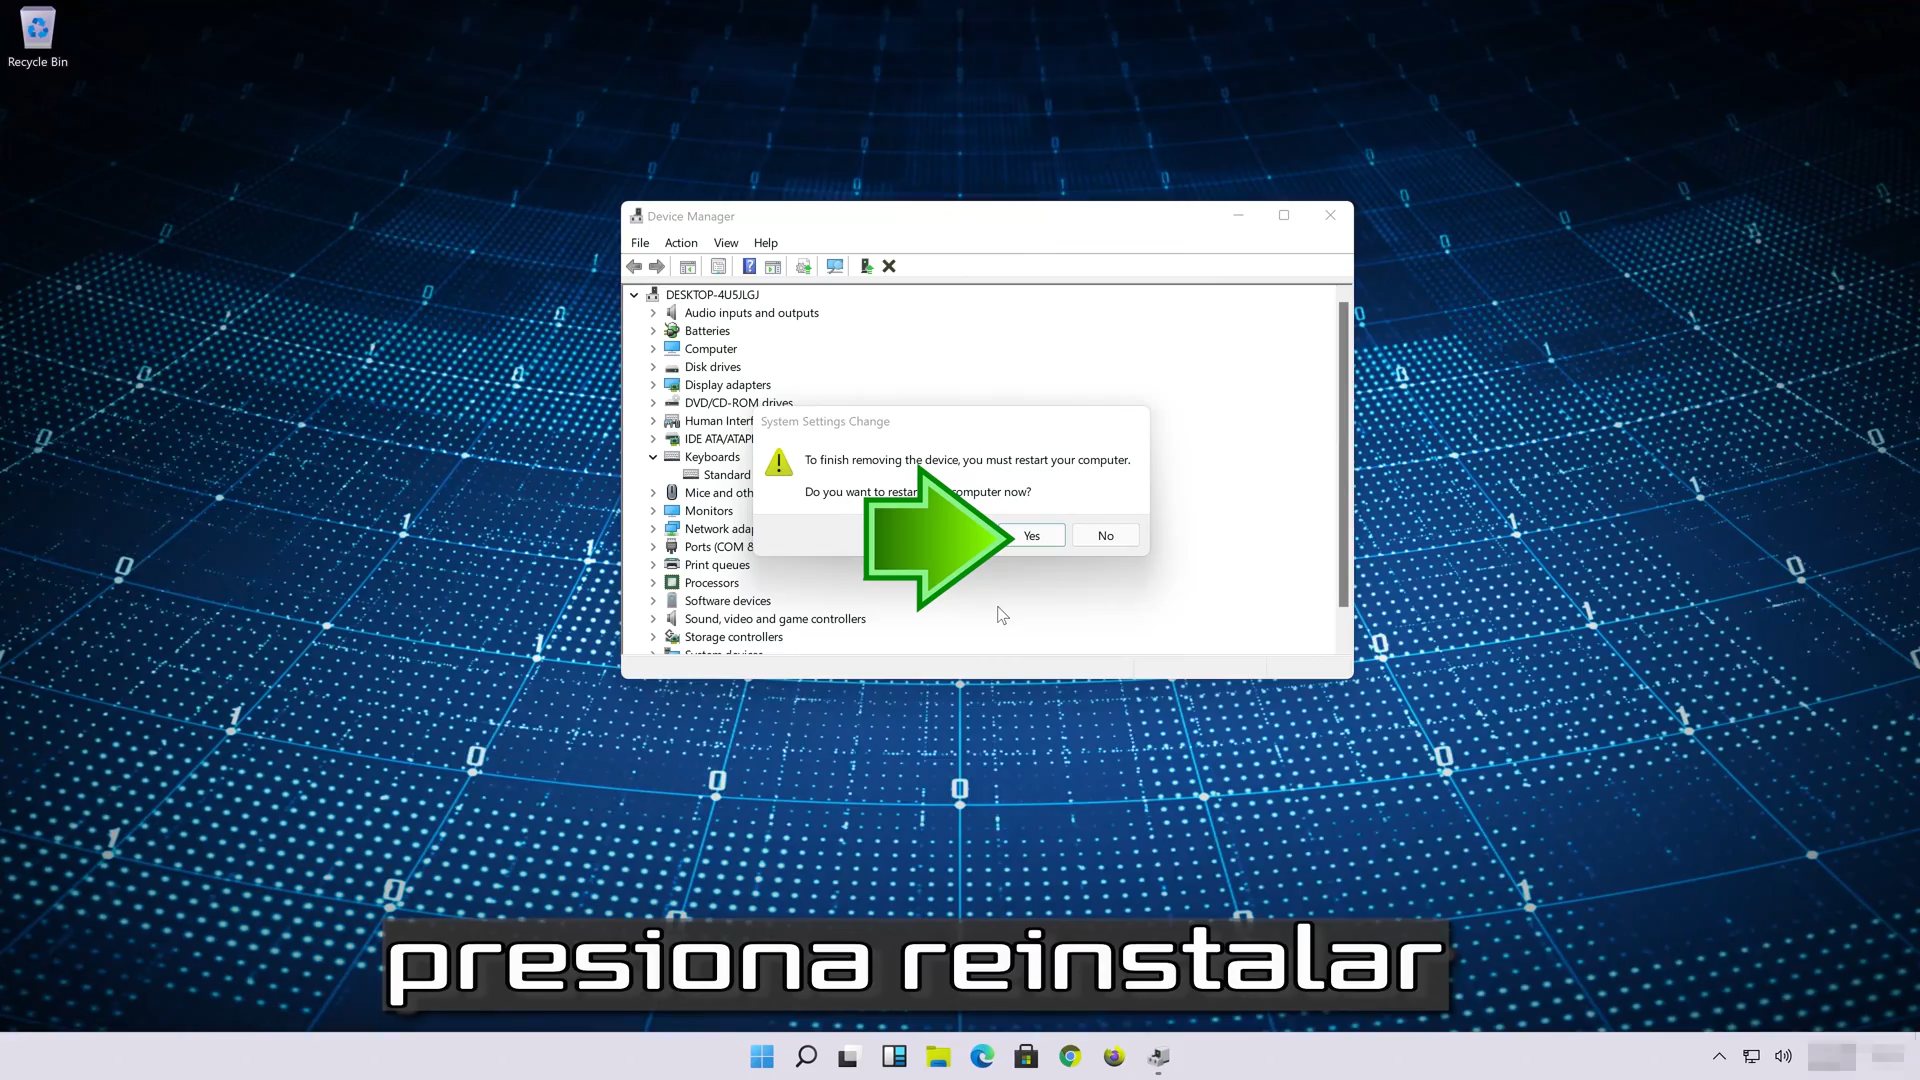 Recycle Bin
Device Manager
File Action View Help
DESKTOP-4U5JLGJ
Audio inputs and outputs
Batteries
Computer
Disk drives
Display adapters
DVD/CD-ROM drives
Human Interf
IDE ATA/ATAPI
Keyboards
Standard
Mice and oth
Monitors
Network adap
Ports (COM &
Print queues
Processors
Software devices
Sound, video and game controllers
Storage controllers
System devices
System Settings Change
To finish removing the device, you must restart your computer.
Do you want to restar computer now?
Yes
No
presiona reinstalar